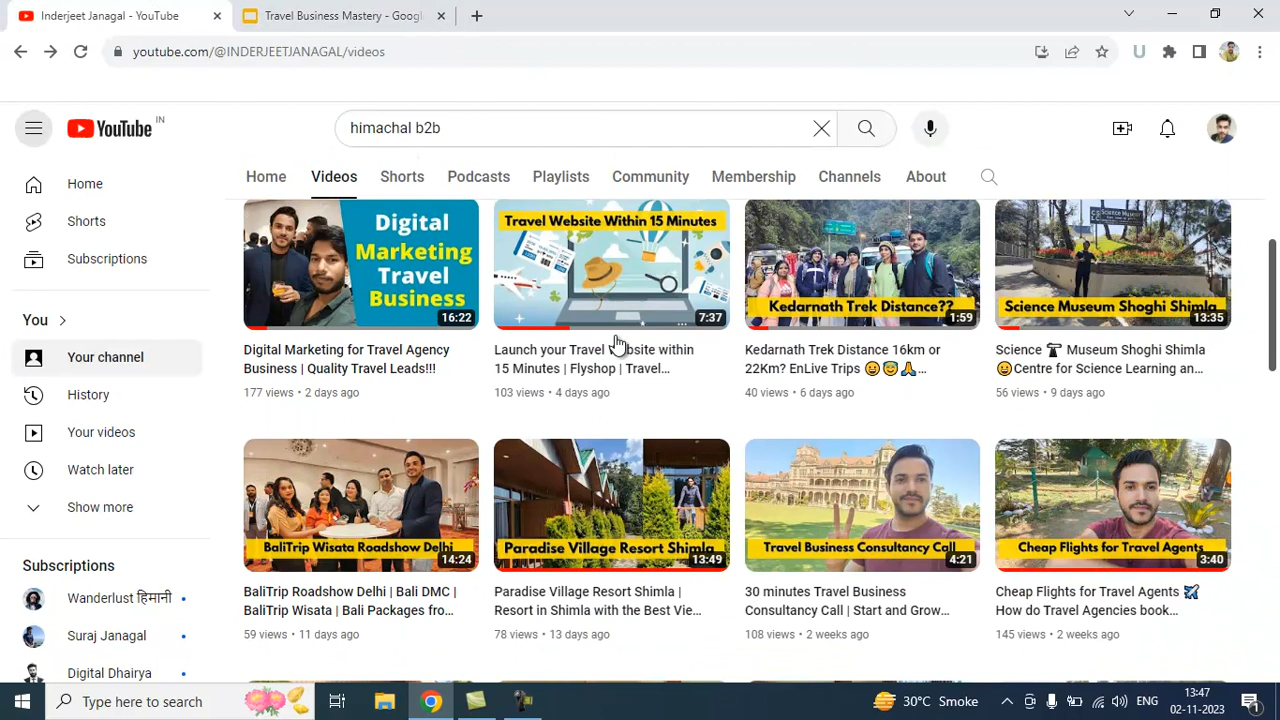 Inderjeet Janagal - YouTube
Travel Business Mastery - Google
youtube.com/@INDERJEETJANAGAL/videos
YouTube IN
himachal b2b
Home Videos Shorts Podcasts Playlists Community Membership Channels About
Home
Shorts
Subscriptions
You
Your channel
History
Your videos
Watch later
Show more
Subscriptions
Wanderlust हिमानी
Suraj Janagal
Digital Dhairya
Digital
Marketing
Travel
Business
16:22
Digital Marketing for Travel Agency
Business | Quality Travel Leads!!!
177 views • 2 days ago
Travel Website Within 15 Minutes
7:37
Launch your Travel Website within
15 Minutes | Flyshop | Travel...
103 views • 4 days ago
Kedarnath Trek Distance??
1:59
Kedarnath Trek Distance 16km or
22Km? EnLive Trips 😃😇🙏...
40 views • 6 days ago
Science Museum Shoghi Shimla
13:35
Science 🔭 Museum Shoghi Shimla
😃Centre for Science Learning an...
56 views • 9 days ago
BaliTrip Wisata Roadshow Delhi
14:24
BaliTrip Roadshow Delhi | Bali DMC |
BaliTrip Wisata | Bali Packages fro...
59 views • 11 days ago
Paradise Village Resort Shimla
13:49
Paradise Village Resort Shimla |
Resort in Shimla with the Best Vie...
78 views • 13 days ago
Travel Business Consultancy Call
4:21
30 minutes Travel Business
Consultancy Call | Start and Grow...
108 views • 2 weeks ago
Cheap Flights for Travel Agents
3:40
Cheap Flights for Travel Agents ✈️
How do Travel Agencies book...
145 views • 2 weeks ago
Type here to search
30°C Smoke
ENG
13:47
02-11-2023